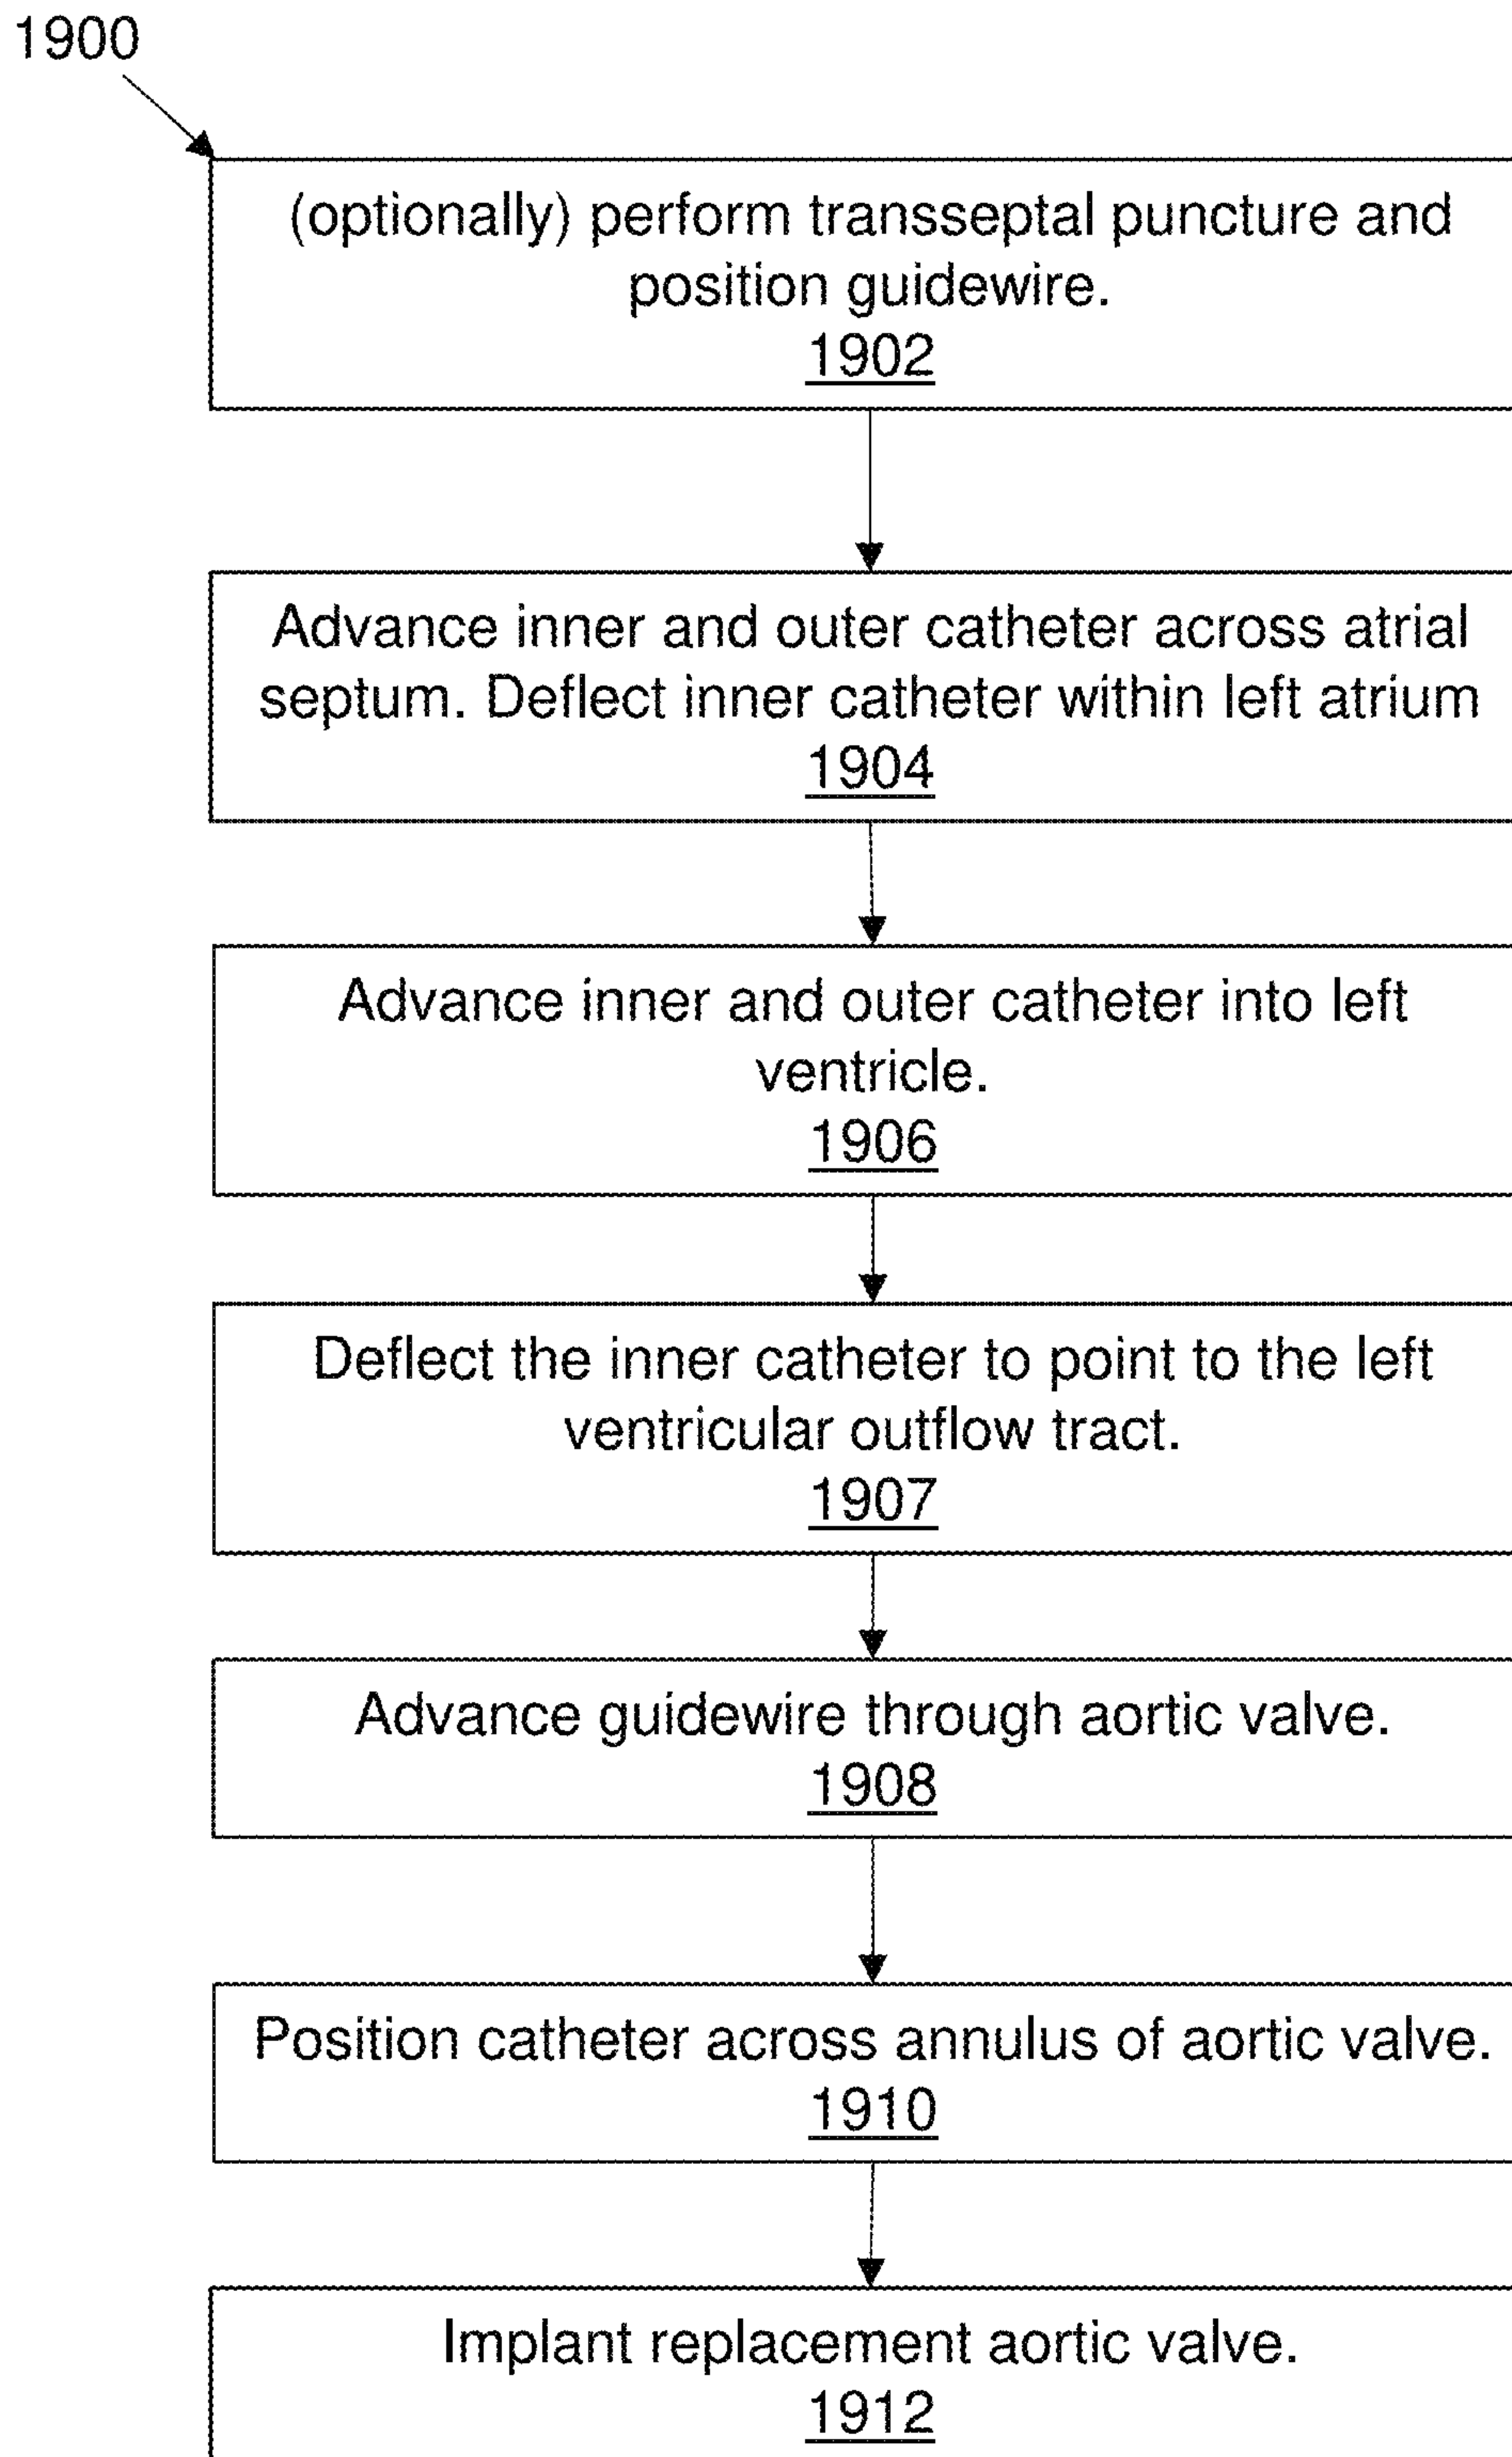 1900
(optionally) perform transseptal puncture and
position guidewire.
1902
Advance inner and outer catheter across atrial
septum. Deflect inner catheter within left atrium
1904
Advance inner and outer catheter into left
ventricle.
1906
Deflect the inner catheter to point to the left
ventricular outflow tract.
1907
Advance guidewire through aortic valve.
1908
Position catheter across annulus of aortic valve.
1910
Implant replacement aortic valve.
1912